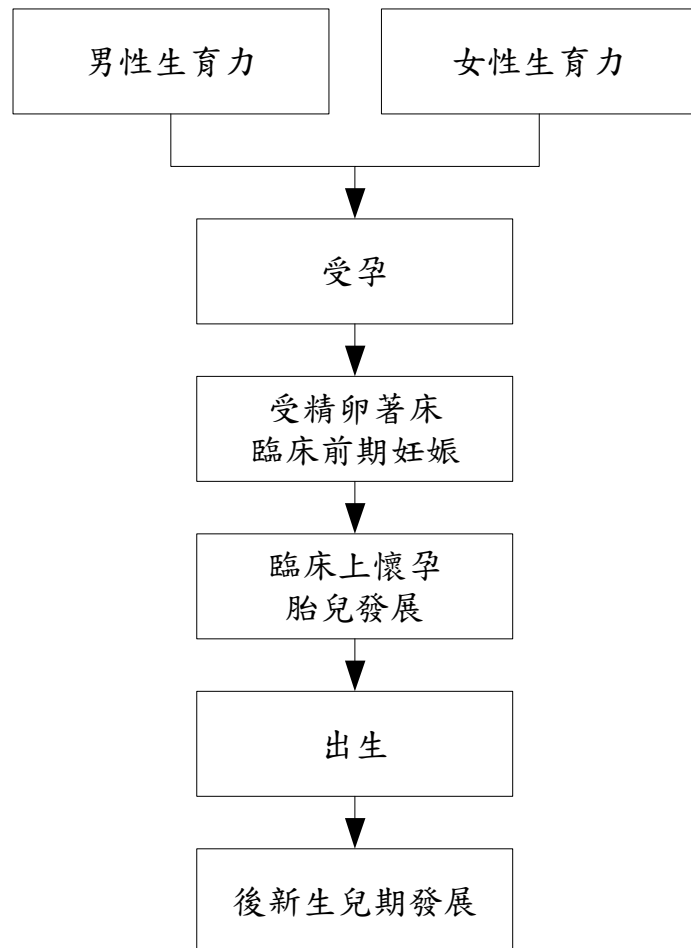 男性生育力
女性生育力
受孕
受精卵著床
臨床前期妊娠
臨床上懷孕
胎兒發展
出生
後新生兒期發展